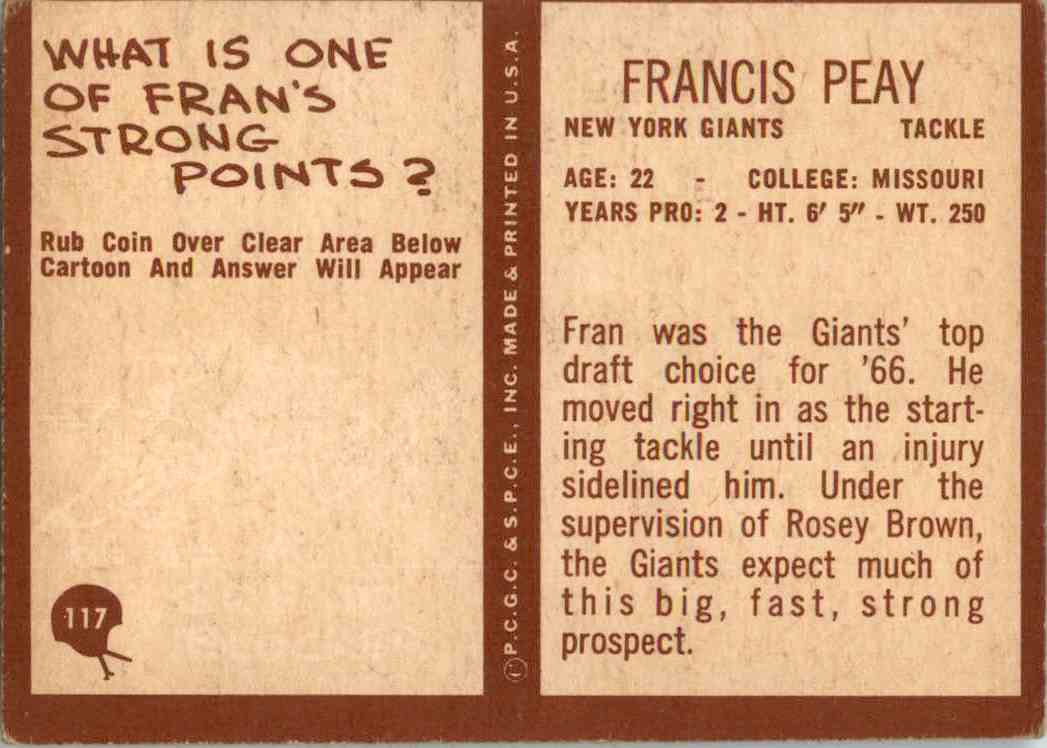 WHAT IS ONE
OF FRAN'S
STRONG
POINTS?
Rub Coin Over Clear Area Below
Cartoon And Answer Will Appear
117
©P.C.G.C. & S.P.C.E., INC. MADE & PRINTED IN U.S.A.
FRANCIS PEAY
NEW YORK GIANTS TACKLE
AGE: 22 - COLLEGE: MISSOURI
YEARS PRO: 2 - HT. 6' 5" - WT. 250
Fran was the Giants' top
draft choice for '66. He
moved right in as the start-
ing tackle until an injury
sidelined him. Under the
supervision of Rosey Brown,
the Giants expect much of
this big, fast, strong
prospect.